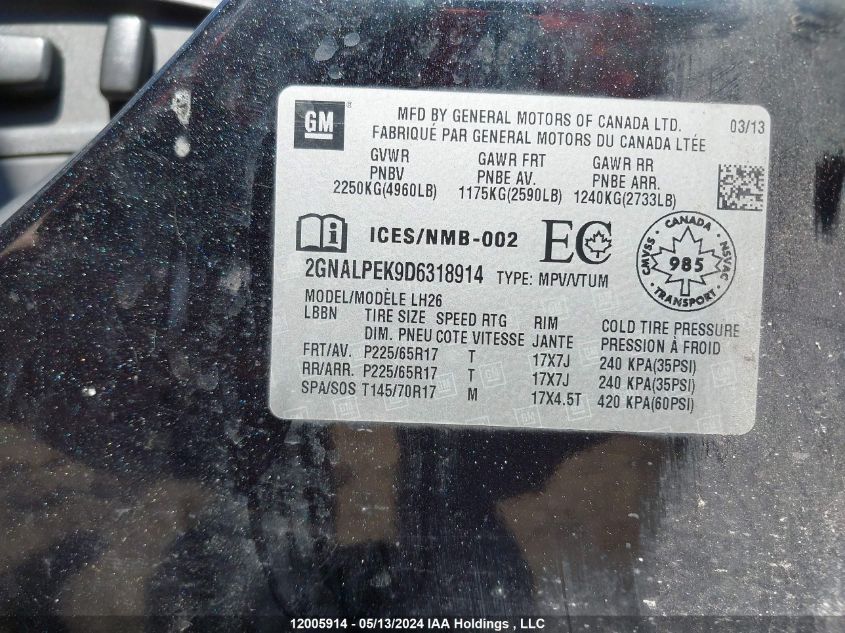 GM ®
MFD BY GENERAL MOTORS OF CANADA LTD. 03/13
FABRIQUÉ PAR GENERAL MOTORS DU CANADA LTÉE
GVWR GAWR FRT GAWR RR
PNBV PNBE AV. PNBE ARR.
2250KG(4960LB) 1175KG(2590LB) 1240KG(2733LB)
i ICES/NMB-002 EC
CANADA
SVVAC NSVAC
985
TRANSPORT
2GNALPEK9D6318914 TYPE: MPV/VTUM
MODEL/MODÈLE LH26
LBBN TIRE SIZE SPEED RTG RIM COLD TIRE PRESSURE
DIM. PNEU COTE VITESSE JANTE PRESSION À FROID
FRT/AV. P225/65R17 T 17X7J 240 KPA(35PSI)
RR/ARR. P225/65R17 T 17X7J 240 KPA(35PSI)
SPA/SOS T145/70R17 M 17X4.5T 420 KPA(60PSI)
12005914 - 05/13/2024 IAA Holdings , LLC